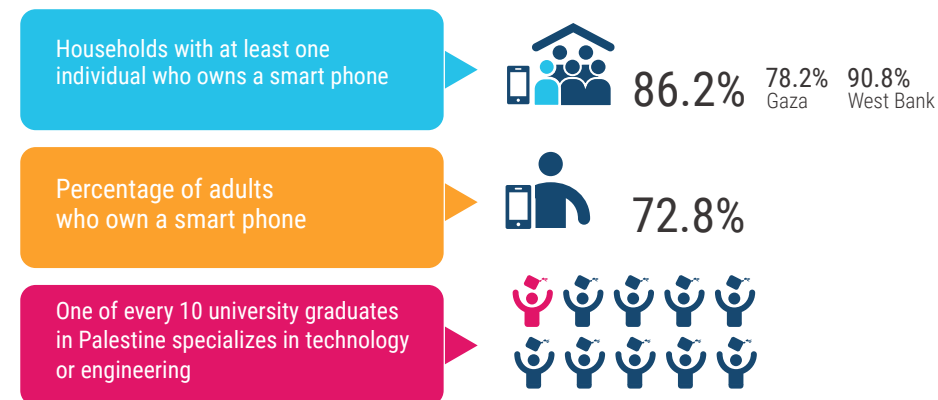 Households with at least one
individual who owns a smart phone
86.2%
78.2%
Gaza
90.8%
West Bank
Percentage of adults
who own a smart phone
72.8%
One of every 10 university graduates
in Palestine specializes in technology
or engineering